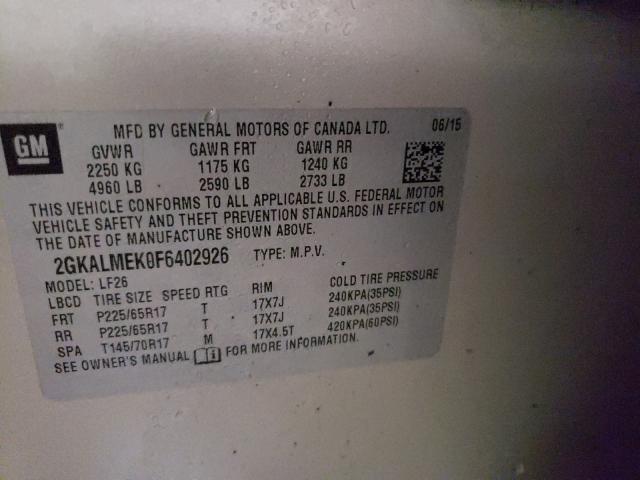 GM
MFD BY GENERAL MOTORS OF CANADA LTD. 06/15
GVWR GAWR FRT GAWR RR
2250 KG 1175 KG 1240 KG
4960 LB 2590 LB 2733 LB
THIS VEHICLE CONFORMS TO ALL APPLICABLE U.S. FEDERAL MOTOR
VEHICLE SAFETY AND THEFT PREVENTION STANDARDS IN EFFECT ON
THE DATE OF MANUFACTURE SHOWN ABOVE.
2GKALMEK0F6402926 TYPE: M.P.V.
MODEL: LF26
LBCD TIRE SIZE SPEED RTG RIM COLD TIRE PRESSURE
FRT P225/65R17 T 17X7J 240KPA(35PSI)
RR P225/65R17 T 17X7J 240KPA(35PSI)
SPA T145/70R17 M 17X4.5T 420KPA(60PSI)
SEE OWNER'S MANUAL FOR MORE INFORMATION.